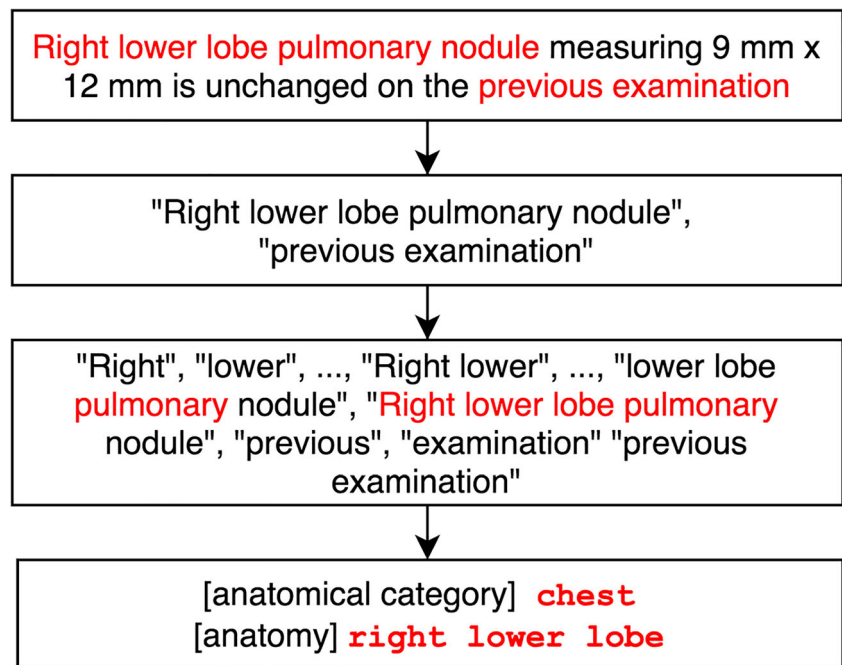 Right lower lobe pulmonary nodule measuring 9 mm x
12 mm is unchanged on the previous examination
"Right lower lobe pulmonary nodule",
"previous examination"
"Right", "lower", ..., "Right lower", ..., "lower lobe
pulmonary nodule", "Right lower lobe pulmonary
nodule", "previous", "examination" "previous
examination"
[anatomical category] chest
[anatomy] right lower lobe